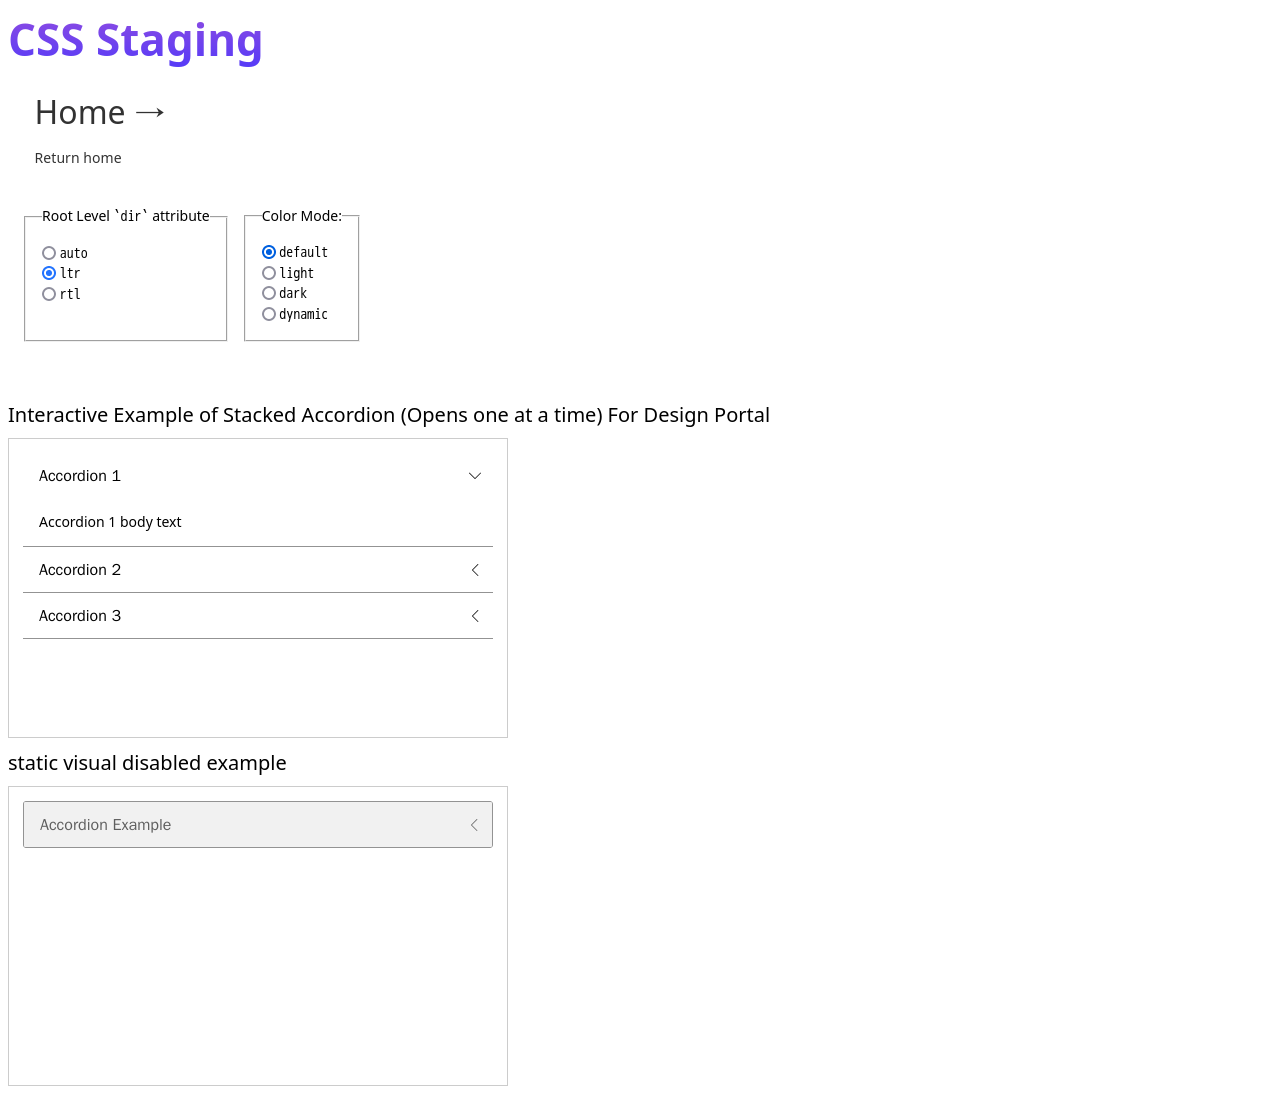 CSS Staging
Home →
Return home
Root Level `dir` attribute
auto
ltr
rtl
Color Mode:
default
light
dark
dynamic
Interactive Example of Stacked Accordion (Opens one at a time) For Design Portal
Accordion 1
Accordion 1 body text
Accordion 2
Accordion 3
static visual disabled example
Accordion Example